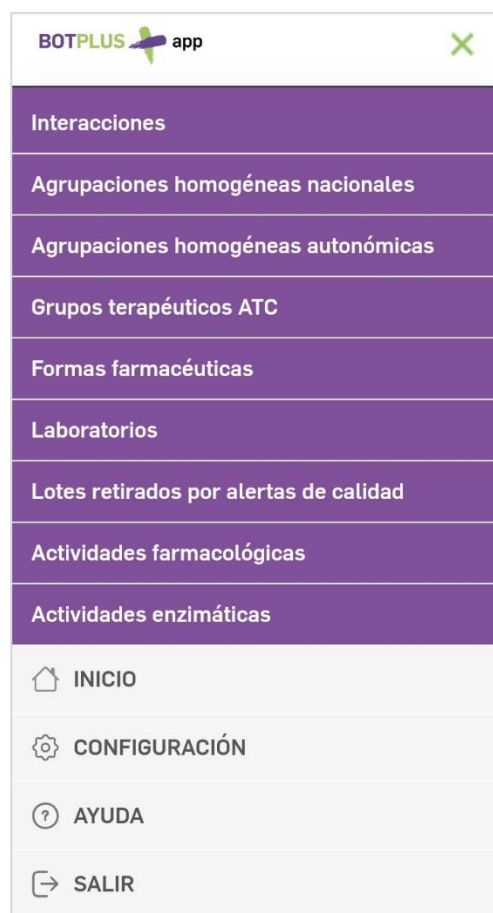 BOTPLUS app
Interacciones
Agrupaciones homogéneas nacionales
Agrupaciones homogéneas autonómicas
Grupos terapéuticos ATC
Formas farmacéuticas
Laboratorios
Lotes retirados por alertas de calidad
Actividades farmacológicas
Actividades enzimáticas
INICIO
CONFIGURACIÓN
AYUDA
SALIR